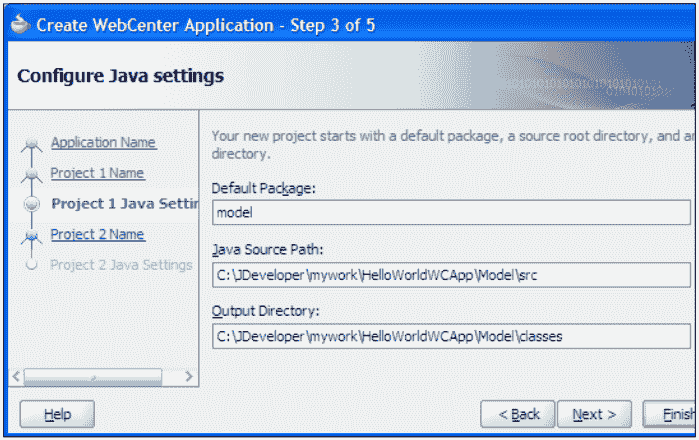 Create WebCenter Application - Step 3 of 5
Configure Java settings
Application Name
Project 1 Name
Project 1 Java Settin
Project 2 Name
Project 2 Java Settings
Your new project starts with a default package, a source root directory, and an
directory.
Default Package:
model
Java Source Path:
C:\JDeveloper\mywork\HelloWorldWCApp\Model\src
Output Directory:
C:\JDeveloper\mywork\HelloWorldWCApp\Model\classes
Help
< Back
Next >
Finish